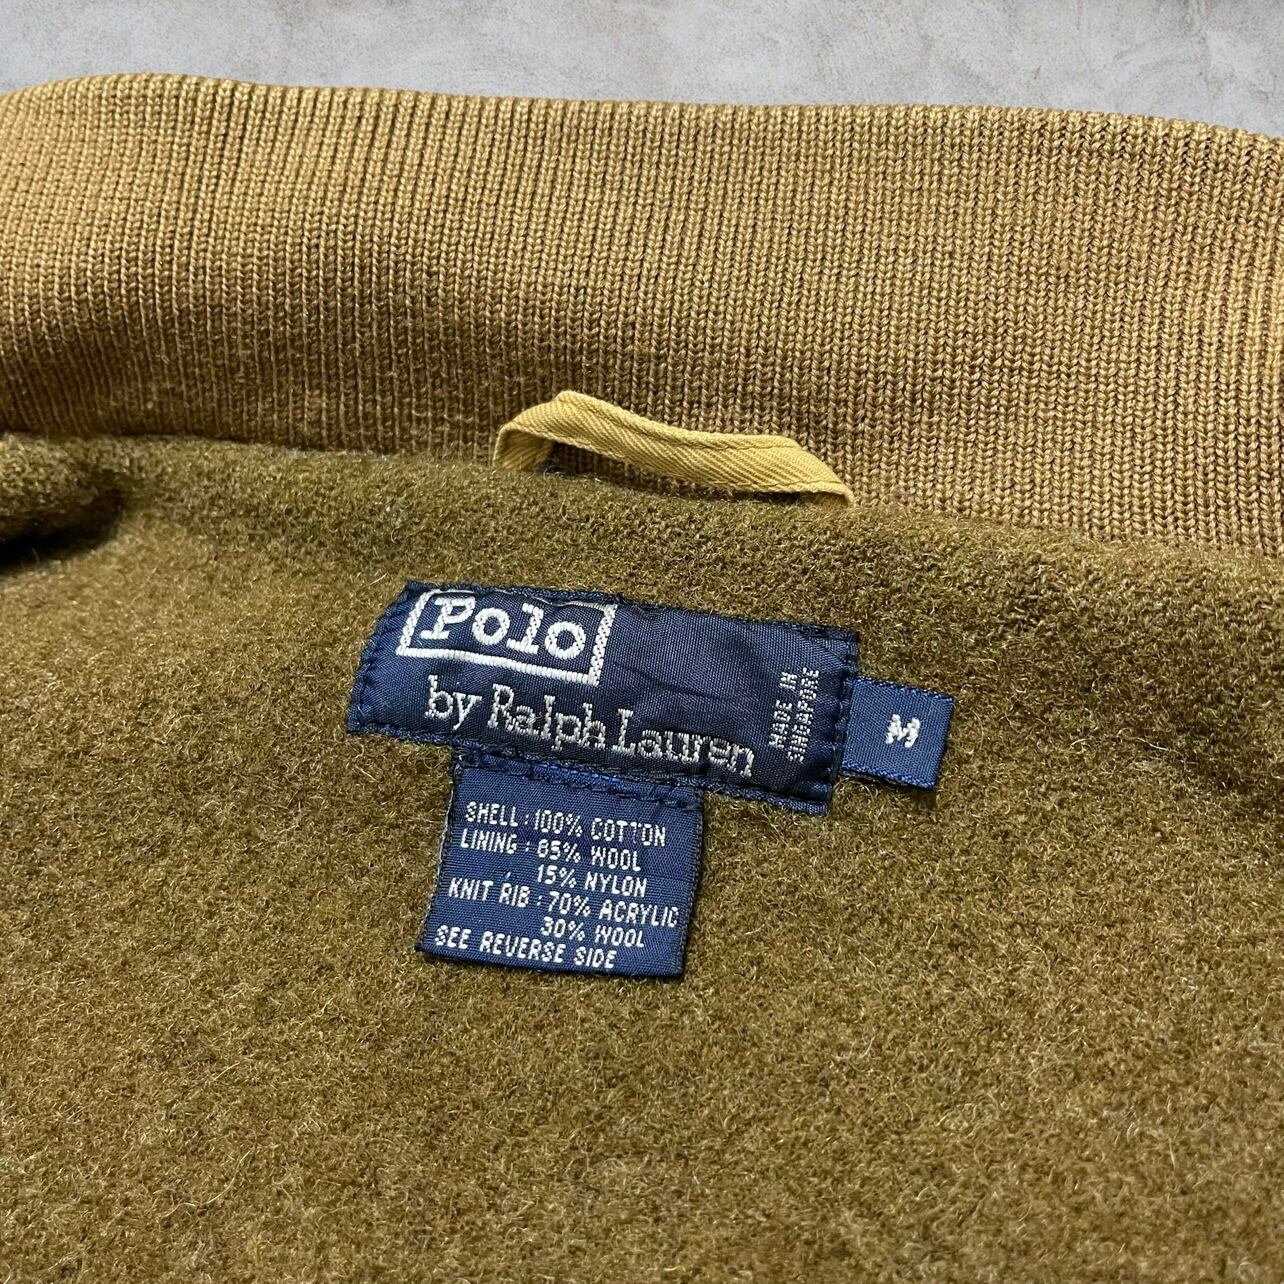 Polo
by Ralph Lauren
MADE IN
SINGAPORE
M
SHELL : 100% COTTON
LINING : 85% WOOL
15% NYLON
KNIT RIB : 70% ACRYLIC
30% WOOL
SEE REVERSE SIDE